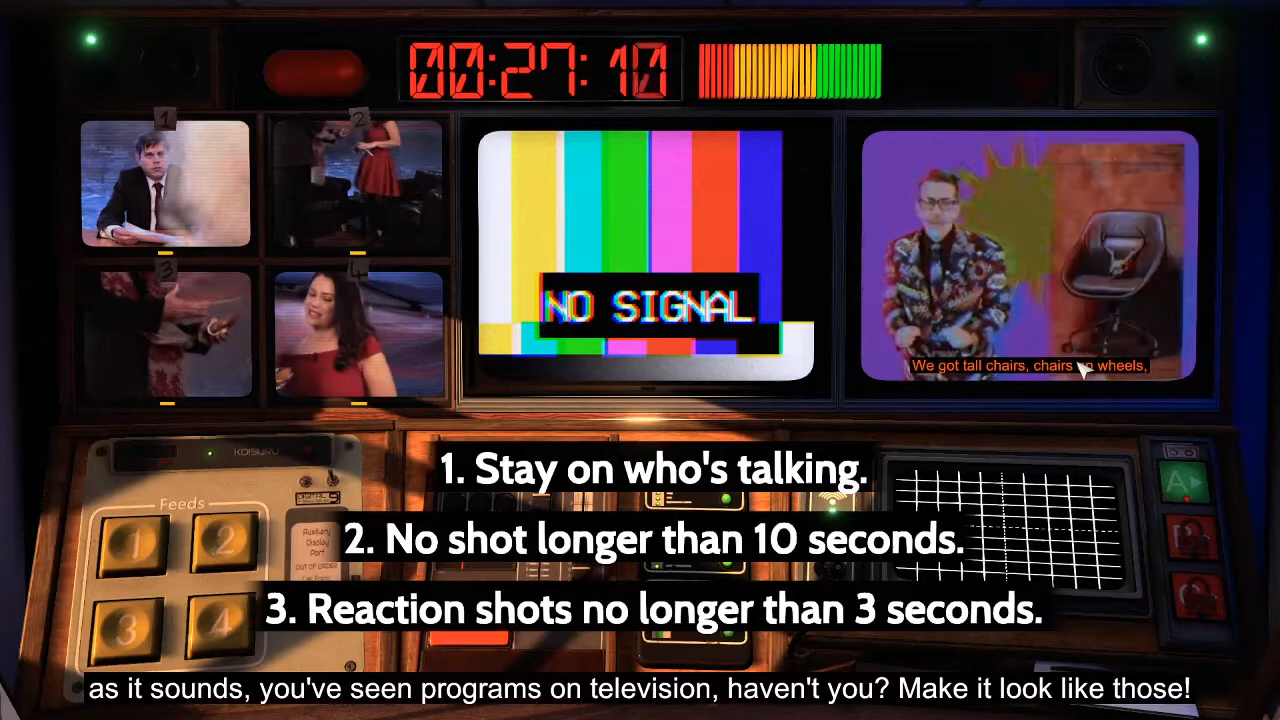 00:27:10
1
2
3
4
NO SIGNAL
We got tall chairs, chairs on wheels,
KOISURU
Feeds
1
2
3
4
Auxiliary
Display
Port
OUT OF ORDER
1. Stay on who's talking.
2. No shot longer than 10 seconds.
3. Reaction shots no longer than 3 seconds.
A
as it sounds, you've seen programs on television, haven't you? Make it look like those!